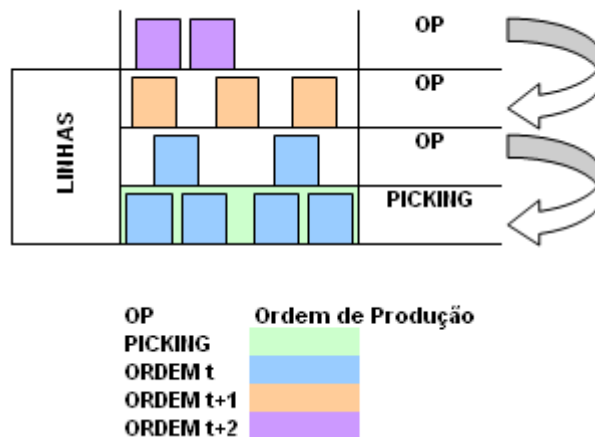 OP
OP
LINHAS
OP
PICKING
OP Ordem de Produção
PICKING
ORDEM t
ORDEM t+1
ORDEM t+2